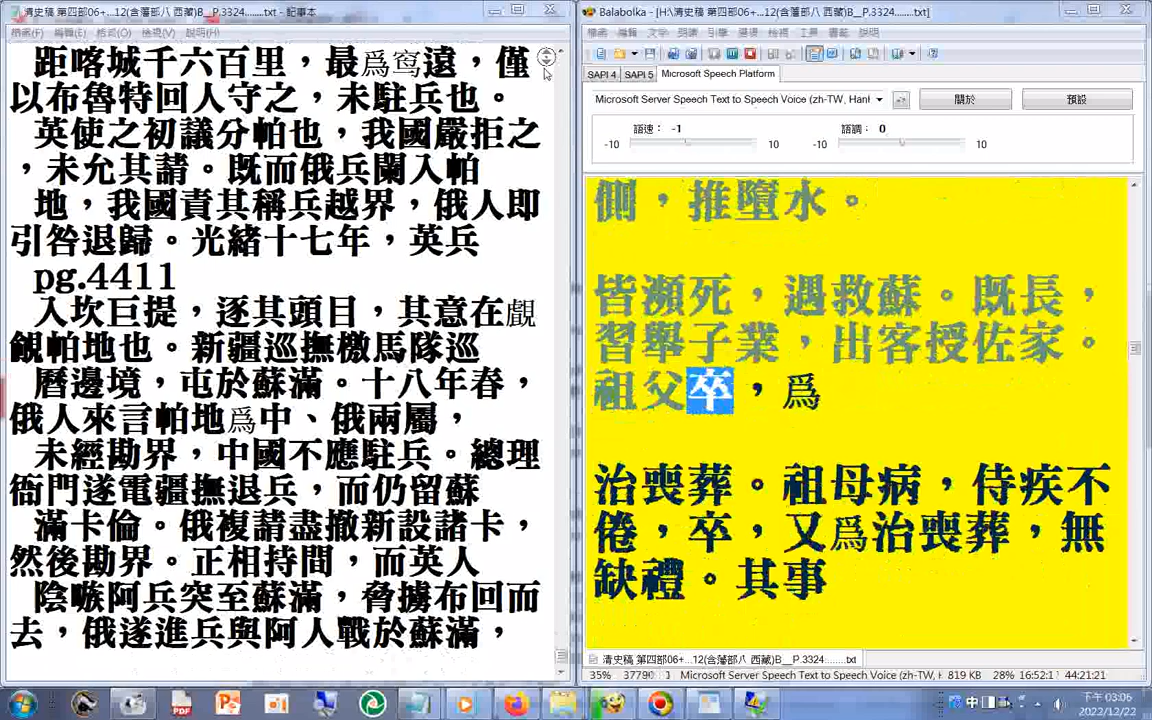 清史稿 第四部06+...12(含藩部八 西藏)B__P.3324........txt - 記事本
檔案(F) 編輯(E) 格式(O) 檢視(V) 說明(H)
距喀城千六百里，最爲窵遠，僅
以布魯特回人守之，未駐兵也。
英使之初議分帕也，我國嚴拒之
，未允其請。既而俄兵闌入帕
地，我國責其稱兵越界，俄人即
引咎退歸。光緒十七年，英兵
pg.4411
入坎巨提，逐其頭目，其意在覷
覦帕地也。新疆巡撫檄馬隊巡
曆邊境，屯於蘇滿。十八年春，
俄人來言帕地爲中、俄兩屬，
未經勘界，中國不應駐兵。總理
衙門遂電疆撫退兵，而仍留蘇
滿卡倫。俄複請盡撤新設諸卡，
然後勘界。正相持間，而英人
陰嗾阿兵突至蘇滿，脅擄布回而
去，俄遂進兵與阿人戰於蘇滿，
Balabolka - [H:\清史稿 第四部06+...12(含藩部八 西藏)B__P.3324........txt]
SAPI 4 SAPI 5 Microsoft Speech Platform
Microsoft Server Speech Text to Speech Voice (zh-TW, Han
關於 預設
語速： -1 語調： 0
-10 10 -10 10
側，推墮水。
皆瀕死，遇救蘇。既長，
習舉子業，出客授佐家。
祖父卒，爲
治喪葬。祖母病，侍疾不
倦，卒，又爲治喪葬，無
缺禮。其事
清史稿 第四部06+...12(含藩部八 西藏)B__P.3324........txt
35% Microsoft Server Speech Text to Speech Voice (zh-TW, H 819 KB 28% 44:21:21
中
下午 03:06
2022/12/22